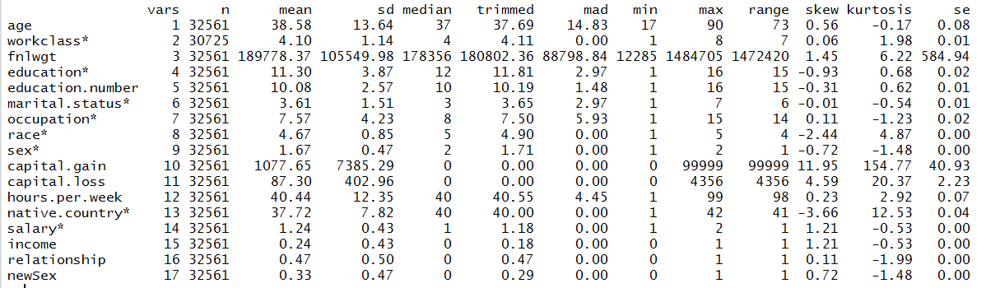 vars n mean sd median trimmed mad min max range skew kurtosis se
age 1 32561 38.58 13.64 37 37.69 14.83 17 90 73 0.56 -0.17 0.08
workclass* 2 30725 4.10 1.14 4 4.11 0.00 1 8 7 0.06 1.98 0.01
fnlwgt 3 32561 189778.37 105549.98 178356 180802.36 88798.84 12285 1484705 1472420 1.45 6.22 584.94
education* 4 32561 11.30 3.87 12 11.81 2.97 1 16 15 -0.93 0.68 0.02
education.number 5 32561 10.08 2.57 10 10.19 1.48 1 16 15 -0.31 0.62 0.01
marital.status* 6 32561 3.61 1.51 3 3.65 2.97 1 7 6 -0.01 -0.54 0.01
occupation* 7 32561 7.57 4.23 8 7.50 5.93 1 15 14 0.11 -1.23 0.02
race* 8 32561 4.67 0.85 5 4.90 0.00 1 5 4 -2.44 4.87 0.00
sex* 9 32561 1.67 0.47 2 1.71 0.00 1 2 1 -0.72 -1.48 0.00
capital.gain 10 32561 1077.65 7385.29 0 0.00 0.00 0 99999 99999 11.95 154.77 40.93
capital.loss 11 32561 87.30 402.96 0 0.00 0.00 0 4356 4356 4.59 20.37 2.23
hours.per.week 12 32561 40.44 12.35 40 40.55 4.45 1 99 98 0.23 2.92 0.07
native.country* 13 32561 37.72 7.82 40 40.00 0.00 1 42 41 -3.66 12.53 0.04
salary* 14 32561 1.24 0.43 1 1.18 0.00 1 2 1 1.21 -0.53 0.00
income 15 32561 0.24 0.43 0 0.18 0.00 0 1 1 1.21 -0.53 0.00
relationship 16 32561 0.47 0.50 0 0.47 0.00 0 1 1 0.11 -1.99 0.00
newSex 17 32561 0.33 0.47 0 0.29 0.00 0 1 1 0.72 -1.48 0.00